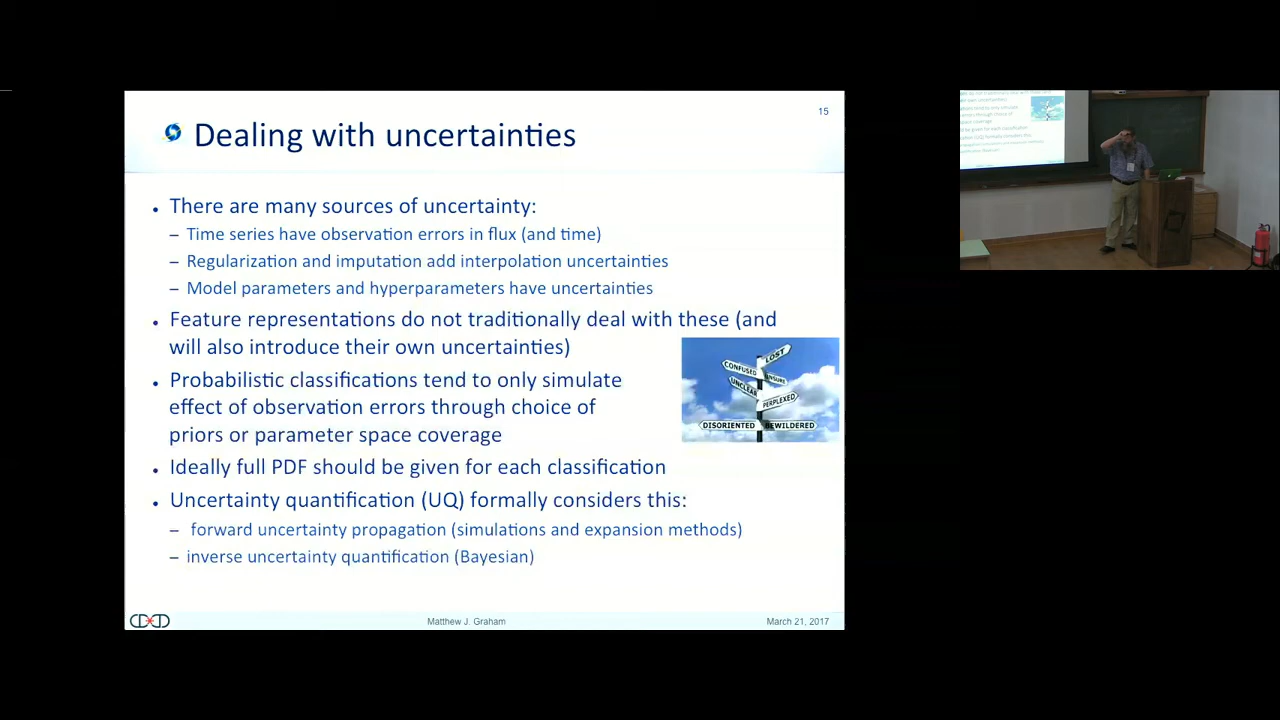 15
Dealing with uncertainties
• There are many sources of uncertainty:
– Time series have observation errors in flux (and time)
– Regularization and imputation add interpolation uncertainties
– Model parameters and hyperparameters have uncertainties
• Feature representations do not traditionally deal with these (and
will also introduce their own uncertainties)
• Probabilistic classifications tend to only simulate
effect of observation errors through choice of
priors or parameter space coverage
LOST
CONFUSED
UNSURE
UNCLEAR
PERPLEXED
DISORIENTED BEWILDERED
• Ideally full PDF should be given for each classification
• Uncertainty quantification (UQ) formally considers this:
– forward uncertainty propagation (simulations and expansion methods)
– inverse uncertainty quantification (Bayesian)
Matthew J. Graham
March 21, 2017